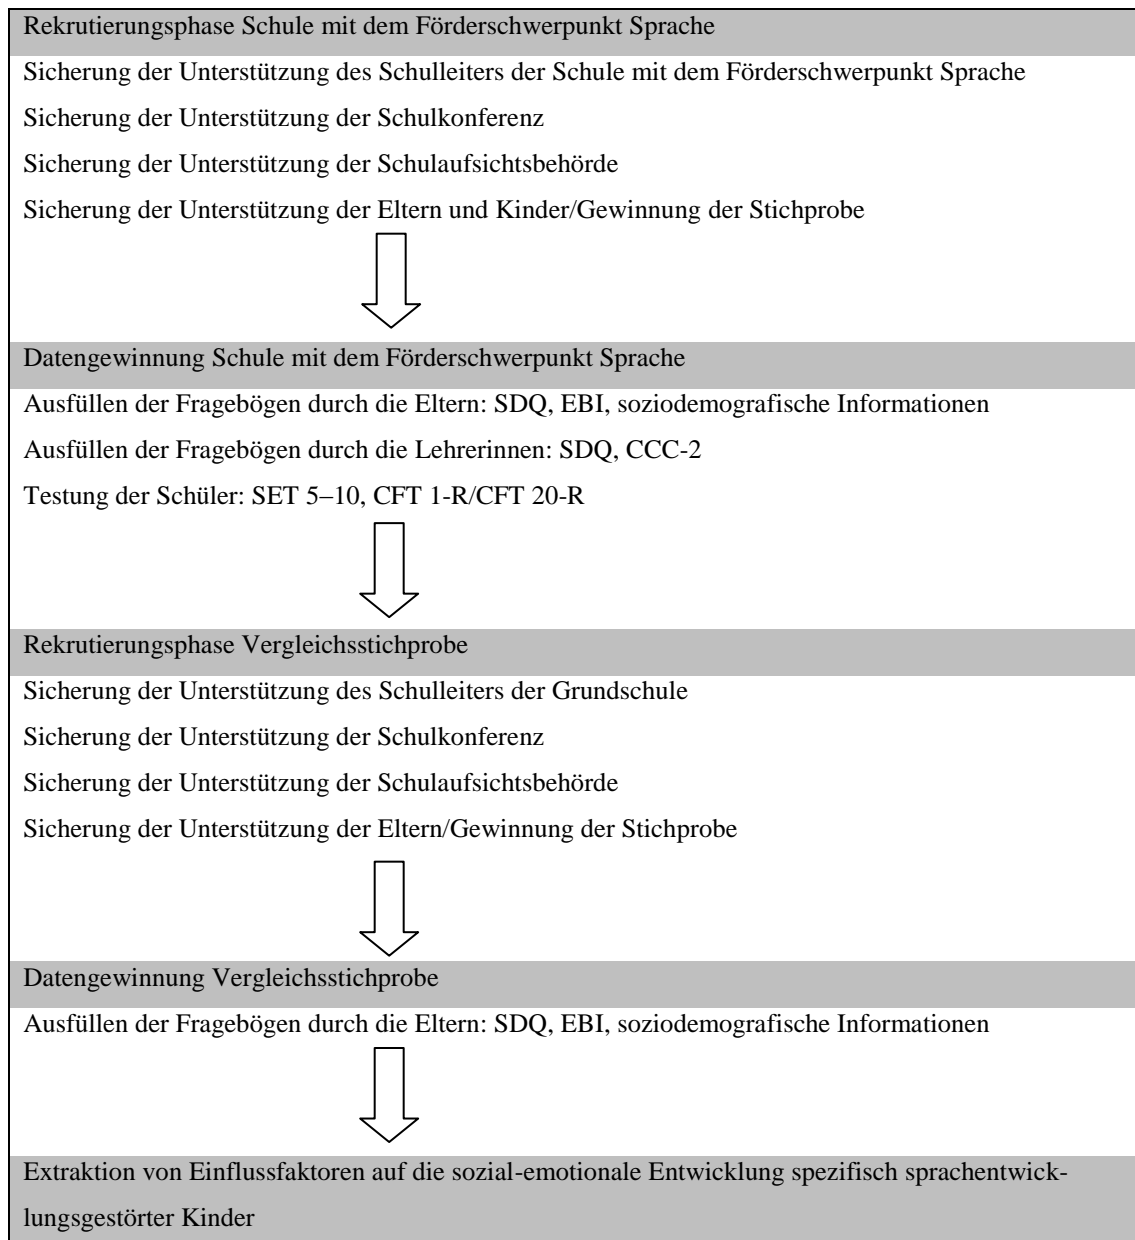 Rekrutierungsphase Schule mit dem Förderschwerpunkt Sprache
Sicherung der Unterstützung des Schulleiters der Schule mit dem Förderschwerpunkt Sprache
Sicherung der Unterstützung der Schulkonferenz
Sicherung der Unterstützung der Schulaufsichtsbehörde
Sicherung der Unterstützung der Eltern und Kinder/Gewinnung der Stichprobe
Datengewinnung Schule mit dem Förderschwerpunkt Sprache
Ausfüllen der Fragebögen durch die Eltern: SDQ, EBI, soziodemografische Informationen
Ausfüllen der Fragebögen durch die Lehrerinnen: SDQ, CCC-2
Testung der Schüler: SET 5–10, CFT 1-R/CFT 20-R
Rekrutierungsphase Vergleichsstichprobe
Sicherung der Unterstützung des Schulleiters der Grundschule
Sicherung der Unterstützung der Schulkonferenz
Sicherung der Unterstützung der Schulaufsichtsbehörde
Sicherung der Unterstützung der Eltern/Gewinnung der Stichprobe
Datengewinnung Vergleichsstichprobe
Ausfüllen der Fragebögen durch die Eltern: SDQ, EBI, soziodemografische Informationen
Extraktion von Einflussfaktoren auf die sozial-emotionale Entwicklung spezifisch sprachentwick-
lungsgestörter Kinder